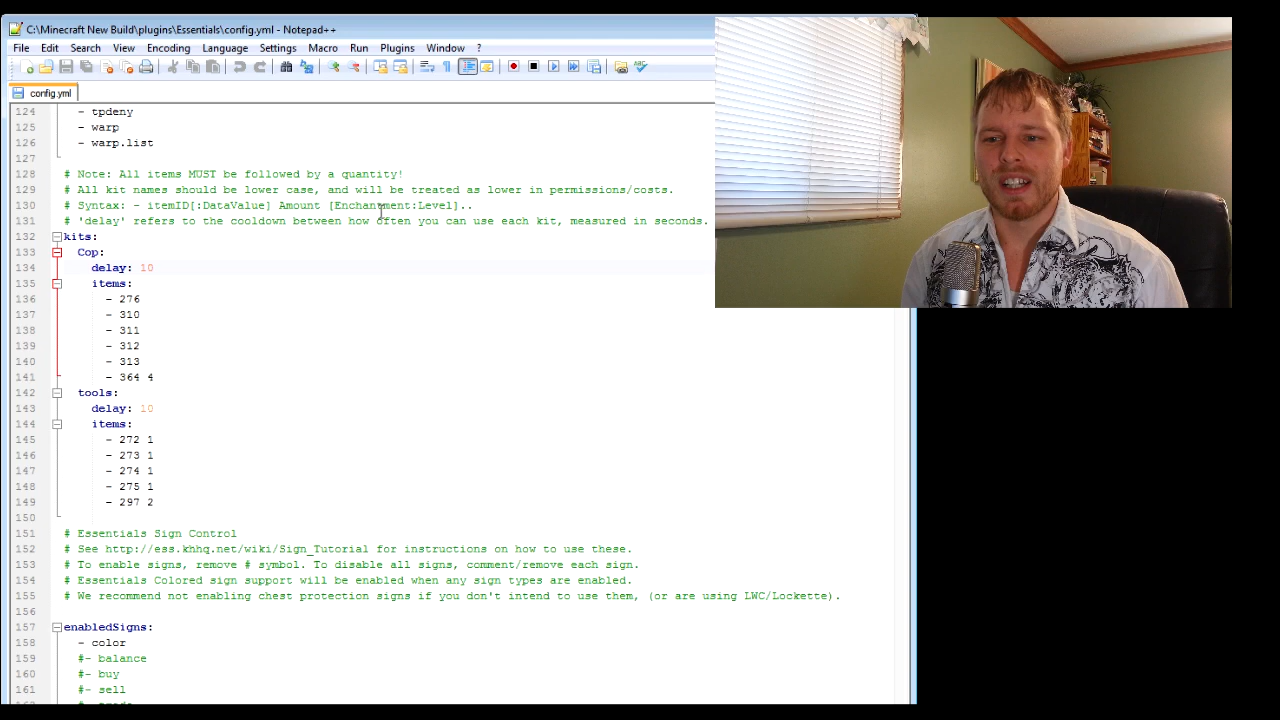 C:\Minecraft New Build\plugins\Essentials\config.yml - Notepad++
File Edit Search View Encoding Language Settings Macro Run Plugins Window ?
config.yml
124 - tpdeny
125 - warp
126 - warp.list
127
128 # Note: All items MUST be followed by a quantity!
129 # All kit names should be lower case, and will be treated as lower in permissions/costs.
130 # Syntax: - itemID[:DataValue] Amount [Enchantment:Level]..
131 # 'delay' refers to the cooldown between how often you can use each kit, measured in seconds.
132 kits:
133 Cop:
134 delay: 10
135 items:
136 - 276
137 - 310
138 - 311
139 - 312
140 - 313
141 - 364 4
142 tools:
143 delay: 10
144 items:
145 - 272 1
146 - 273 1
147 - 274 1
148 - 275 1
149 - 297 2
150
151 # Essentials Sign Control
152 # See http://ess.khhq.net/wiki/Sign_Tutorial for instructions on how to use these.
153 # To enable signs, remove # symbol. To disable all signs, comment/remove each sign.
154 # Essentials Colored sign support will be enabled when any sign types are enabled.
155 # We recommend not enabling chest protection signs if you don't intend to use them, (or are using LWC/Lockette).
156
157 enabledSigns:
158 - color
159 #- balance
160 #- buy
161 #- sell